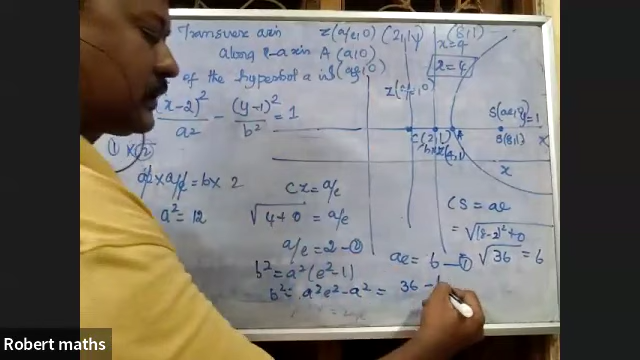 Transverse axis z(a/e,0) (2,1) (8,1)
along x-axis A(a,0) x=4
of the hyperbola is (ae,0) x=4
z(a/e,0)
(x-2)²/a² - (y-1)²/b² = 1
S(ae,0) y=1
C(2,1) A S(8,1) x
z(4,1)
① x ②
ae x a/e = 6 x 2
a² = 12
CZ = a/e
√4+0 = a/e
a/e = 2 - ②
x
CS = ae
= √(8-2)²+0
ae = 6 - ① √36 = 6
b² = a²(e²-1)
b² = a²e² - a² = 36 -
Robert maths